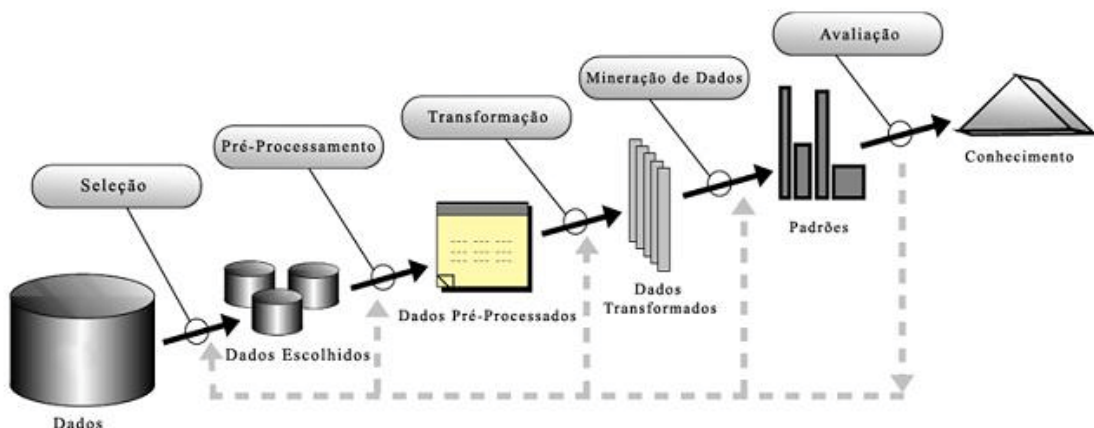 Avaliação
Mineração de Dados
Transformação
Pré-Processamento
Seleção
Conhecimento
Padrões
Dados
Transformados
Dados Pré-Processados
Dados Escolhidos
Dados